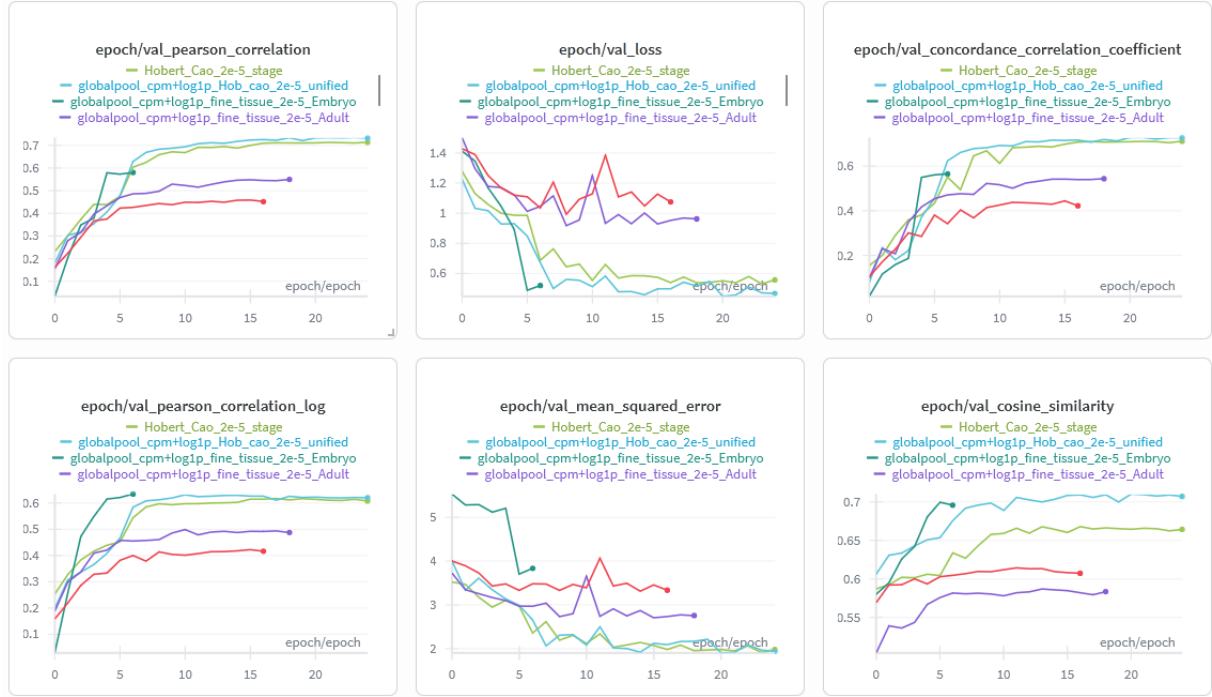 epoch/val_pearson_correlation
Hobert_Cao_2e-5_stage
globalpool_cpm+log1p_Hob_cao_2e-5_unified
globalpool_cpm+log1p_fine_tissue_2e-5_Embryo
globalpool_cpm+log1p_fine_tissue_2e-5_Adult
0.7
0.6
0.5
0.4
0.3
0.2
0.1
epoch/epoch
0 5 10 15 20
epoch/val_loss
Hobert_Cao_2e-5_stage
globalpool_cpm+log1p_Hob_cao_2e-5_unified
globalpool_cpm+log1p_fine_tissue_2e-5_Embryo
globalpool_cpm+log1p_fine_tissue_2e-5_Adult
1.4
1.2
1
0.8
0.6
epoch/epoch
0 5 10 15 20
epoch/val_concordance_correlation_coefficient
Hobert_Cao_2e-5_stage
globalpool_cpm+log1p_Hob_cao_2e-5_unified
globalpool_cpm+log1p_fine_tissue_2e-5_Embryo
globalpool_cpm+log1p_fine_tissue_2e-5_Adult
0.6
0.4
0.2
epoch/epoch
0 5 10 15 20
epoch/val_pearson_correlation_log
Hobert_Cao_2e-5_stage
globalpool_cpm+log1p_Hob_cao_2e-5_unified
globalpool_cpm+log1p_fine_tissue_2e-5_Embryo
globalpool_cpm+log1p_fine_tissue_2e-5_Adult
0.6
0.5
0.4
0.3
0.2
0.1
epoch/epoch
0 5 10 15 20
epoch/val_mean_squared_error
Hobert_Cao_2e-5_stage
globalpool_cpm+log1p_Hob_cao_2e-5_unified
globalpool_cpm+log1p_fine_tissue_2e-5_Embryo
globalpool_cpm+log1p_fine_tissue_2e-5_Adult
5
4
3
2
epoch/epoch
0 5 10 15 20
epoch/val_cosine_similarity
Hobert_Cao_2e-5_stage
globalpool_cpm+log1p_Hob_cao_2e-5_unified
globalpool_cpm+log1p_fine_tissue_2e-5_Embryo
globalpool_cpm+log1p_fine_tissue_2e-5_Adult
0.7
0.65
0.6
0.55
epoch/epoch
0 5 10 15 20